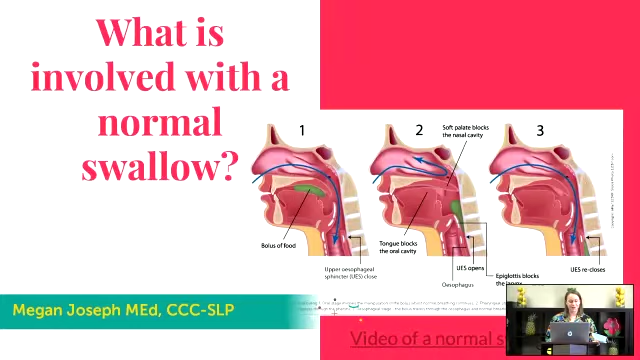 What is
involved with a
normal
swallow?
1
2
3
Soft palate blocks
the nasal cavity
Bolus of food
Tongue blocks
the oral cavity
Upper oesophageal
sphincter (UES) close
UES opens
Oesophagus
Epiglottis blocks
the
UES re-closes
Megan Joseph MEd, CCC-SLP
Video of a normal